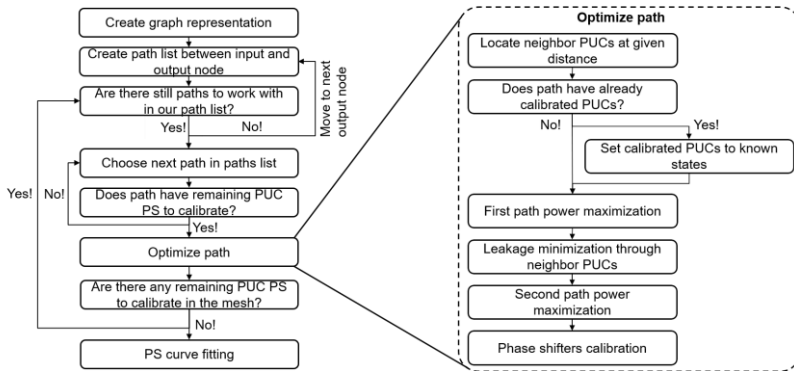 Create graph representation
Create path list between input and
output node
Are there still paths to work with
in our path list?
Yes!
No!
Move to next
output node
Choose next path in paths list
Does path have remaining PUC
PS to calibrate?
Yes!
No!
Yes!
Optimize path
Are there any remaining PUC PS
to calibrate in the mesh?
No!
PS curve fitting
Optimize path
Locate neighbor PUCs at given
distance
Does path have already
calibrated PUCs?
No!
Yes!
Set calibrated PUCs to known
states
First path power maximization
Leakage minimization through
neighbor PUCs
Second path power
maximization
Phase shifters calibration